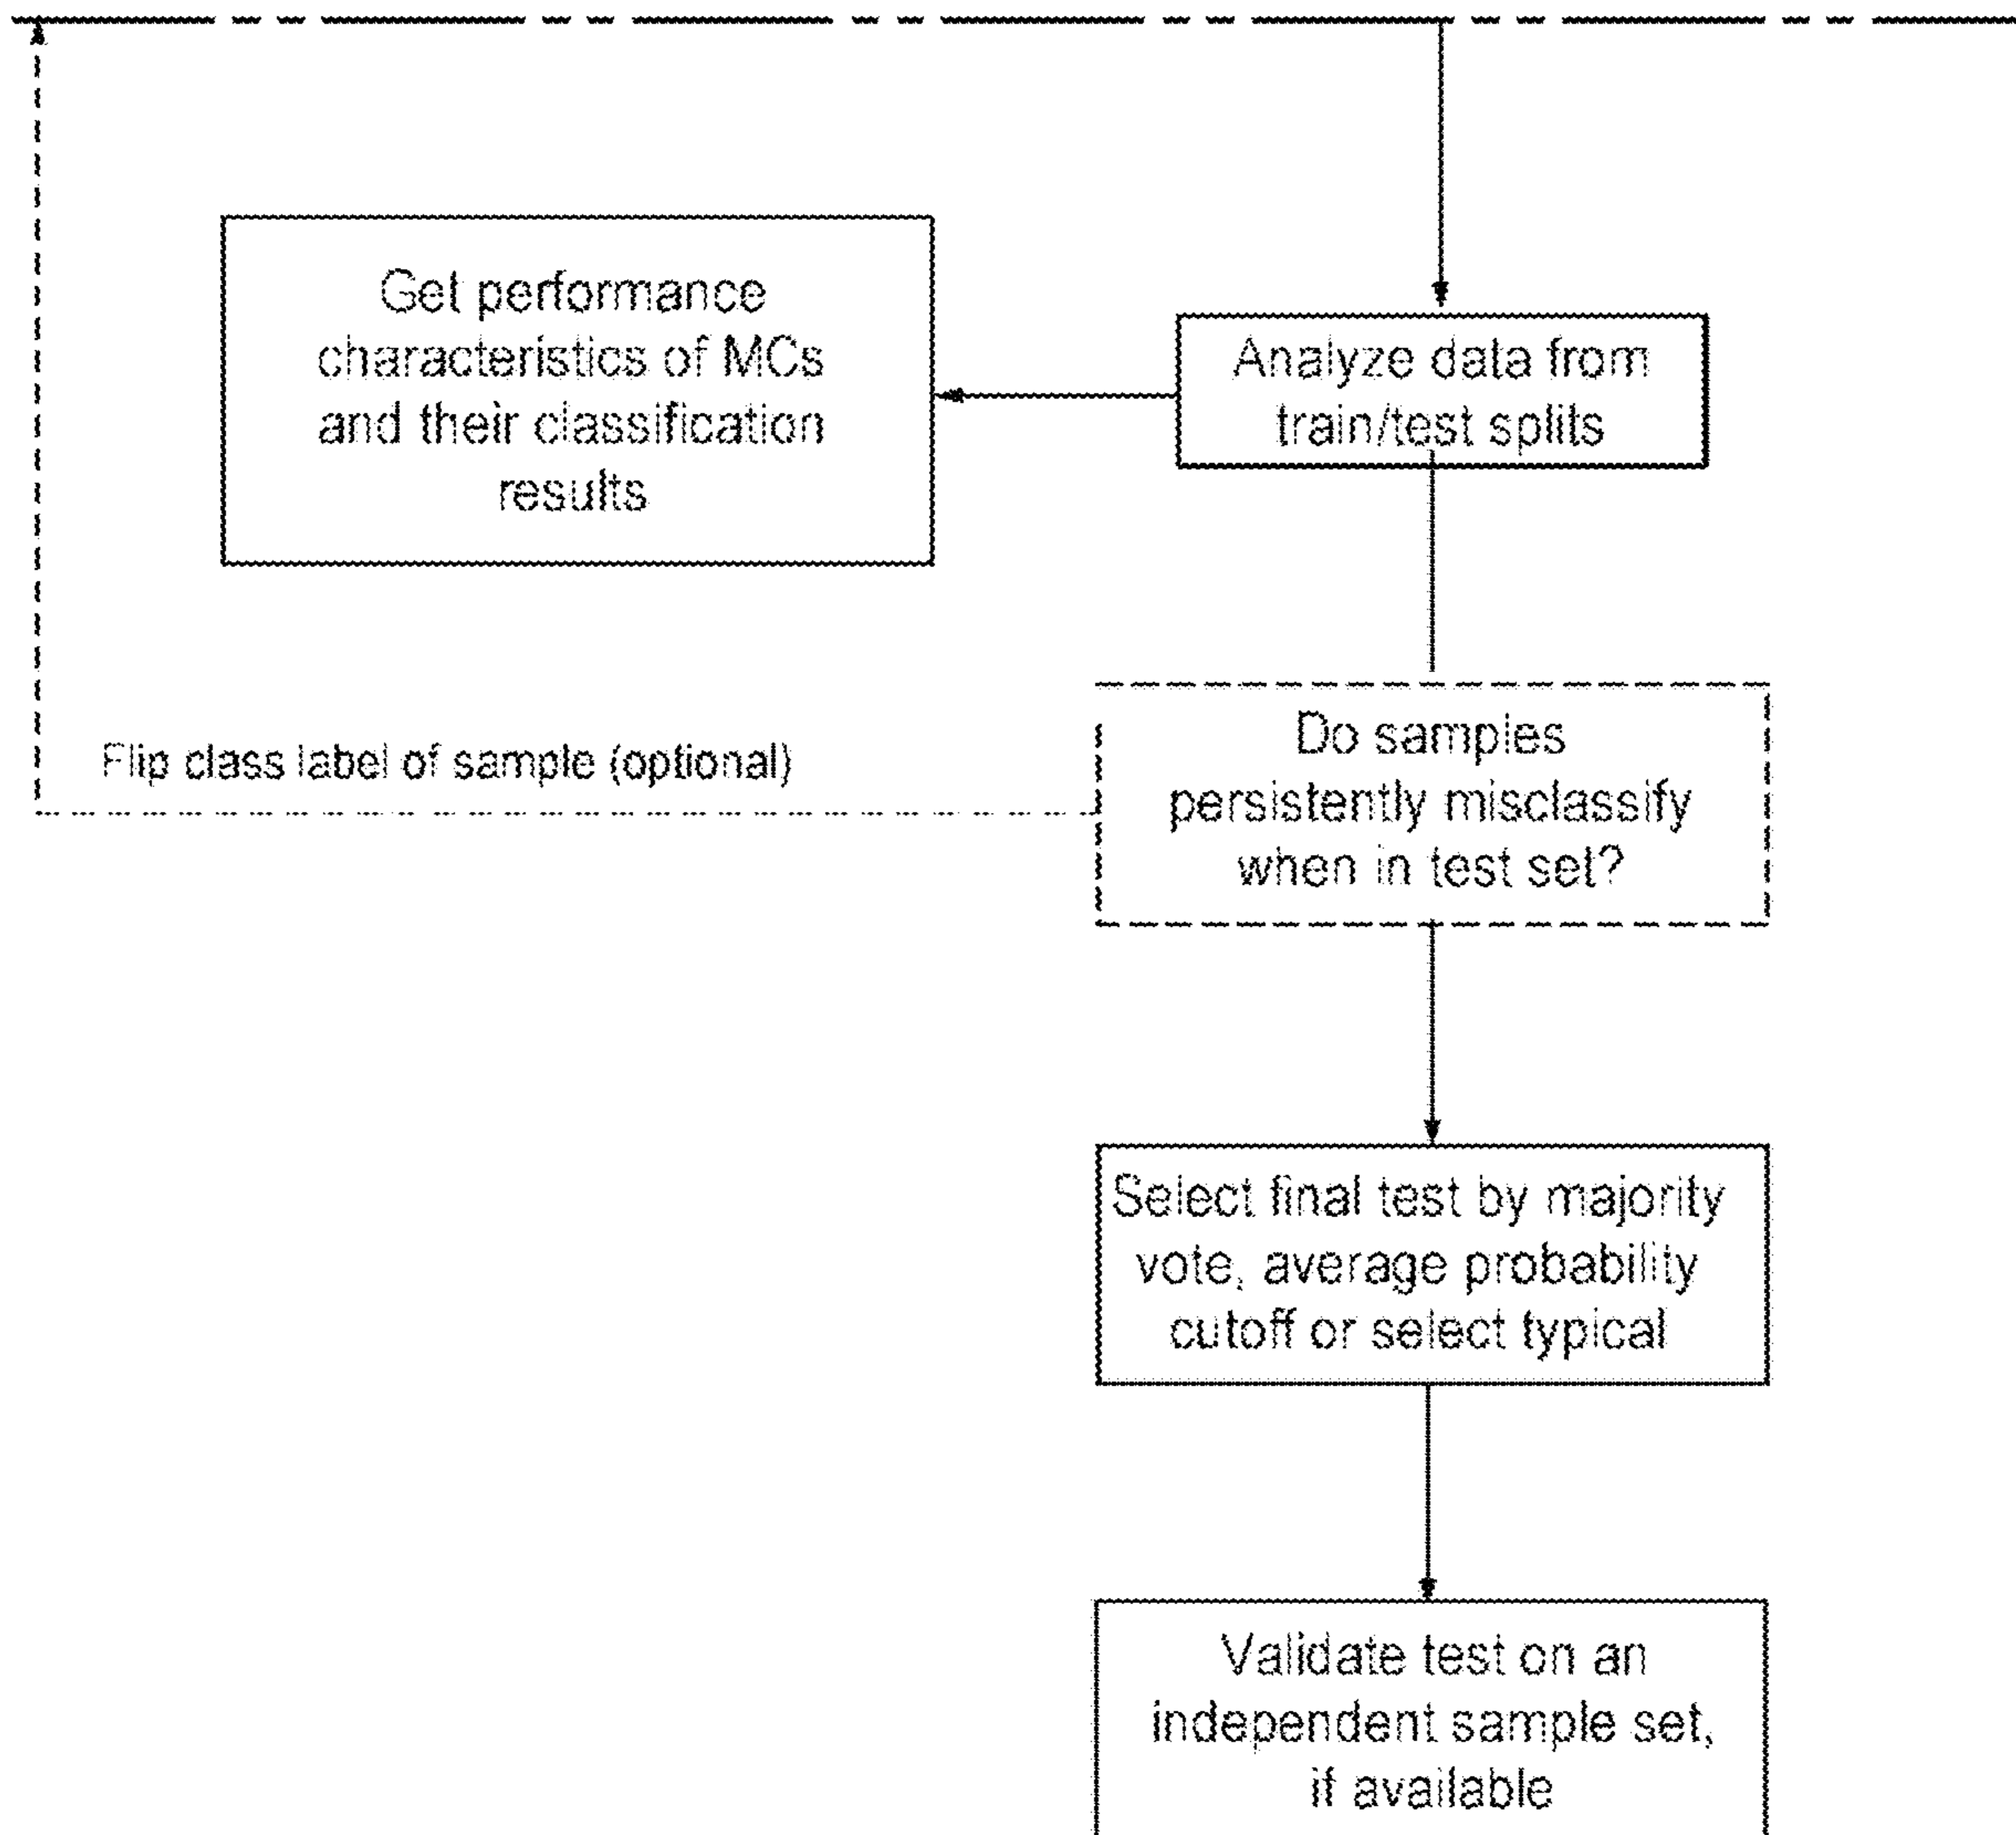 Get performance
characteristics of MCs
and their classification
results
Analyze data from
train/test splits
Flip class label of sample (optional)
Do samples
persistently misclassify
when in test set?
Select final test by majority
vote, average probability
cutoff or select typical
Validate test on an
independent sample set,
if available